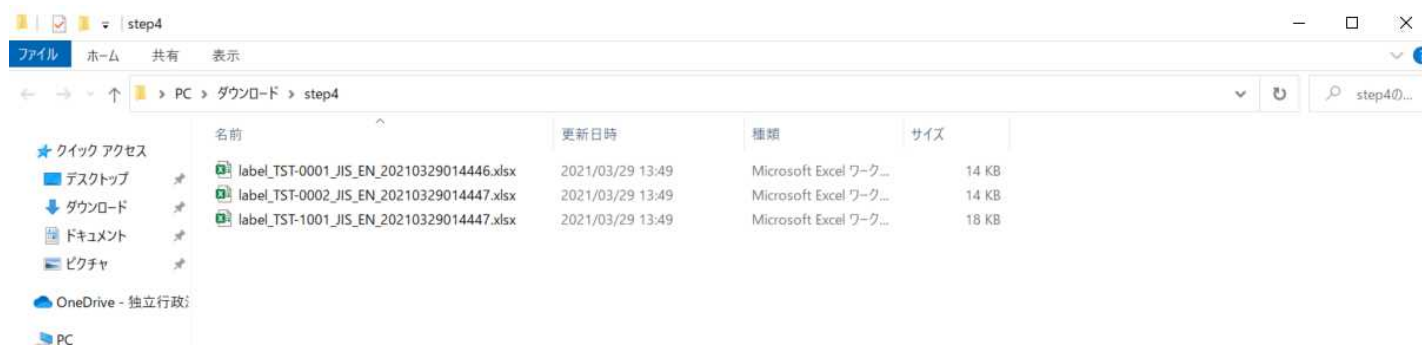 step4
ファイル ホーム 共有 表示
PC › ダウンロード › step4 step4の...
名前 更新日時 種類 サイズ
クイック アクセス
label_TST-0001_JIS_EN_20210329014446.xlsx 2021/03/29 13:49 Microsoft Excel ワーク... 14 KB
デスクトップ
label_TST-0002_JIS_EN_20210329014447.xlsx 2021/03/29 13:49 Microsoft Excel ワーク... 14 KB
ダウンロード
label_TST-1001_JIS_EN_20210329014447.xlsx 2021/03/29 13:49 Microsoft Excel ワーク... 18 KB
ドキュメント
ピクチャ
OneDrive - 独立行政
PC